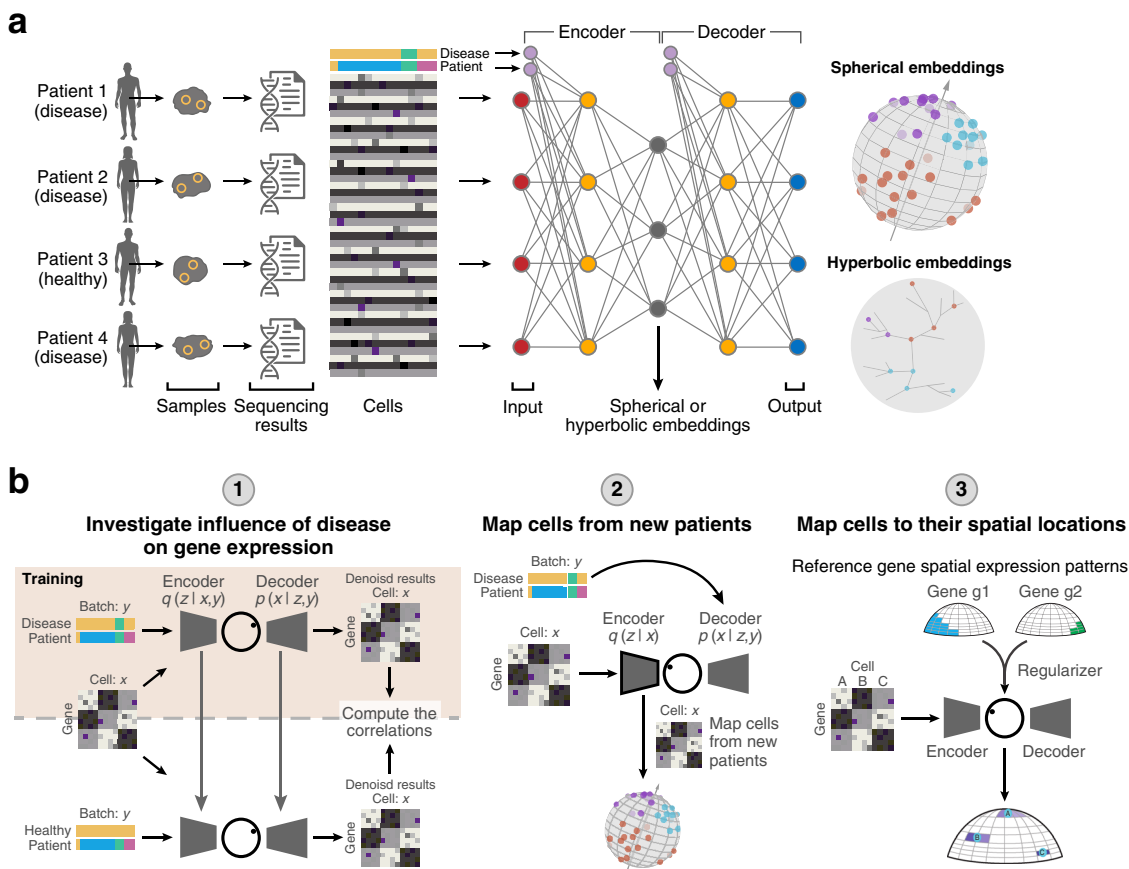 a
Encoder
Decoder
Disease
Patient
Patient 1
(disease)
Patient 2
(disease)
Patient 3
(healthy)
Patient 4
(disease)
Samples
Sequencing
results
Cells
Input
Spherical or
hyperbolic embeddings
Output
Spherical embeddings
Hyperbolic embeddings
b
1
Investigate influence of disease
on gene expression
Training
Encoder
q (z | x,y)
Decoder
p (x | z,y)
Batch: y
Disease
Patient
Denoisd results
Cell: x
Gene
Cell: x
Gene
Compute the
correlations
Batch: y
Healthy
Patient
Denoisd results
Cell: x
Gene
2
Map cells from new patients
Batch: y
Disease
Patient
Encoder
q (z | x)
Decoder
p (x | z,y)
Cell: x
Gene
Cell: x
Gene
Map cells
from new
patients
3
Map cells to their spatial locations
Reference gene spatial expression patterns
Gene g1
Gene g2
Regularizer
Cell
A B C
Gene
Encoder
Decoder
A
B
C